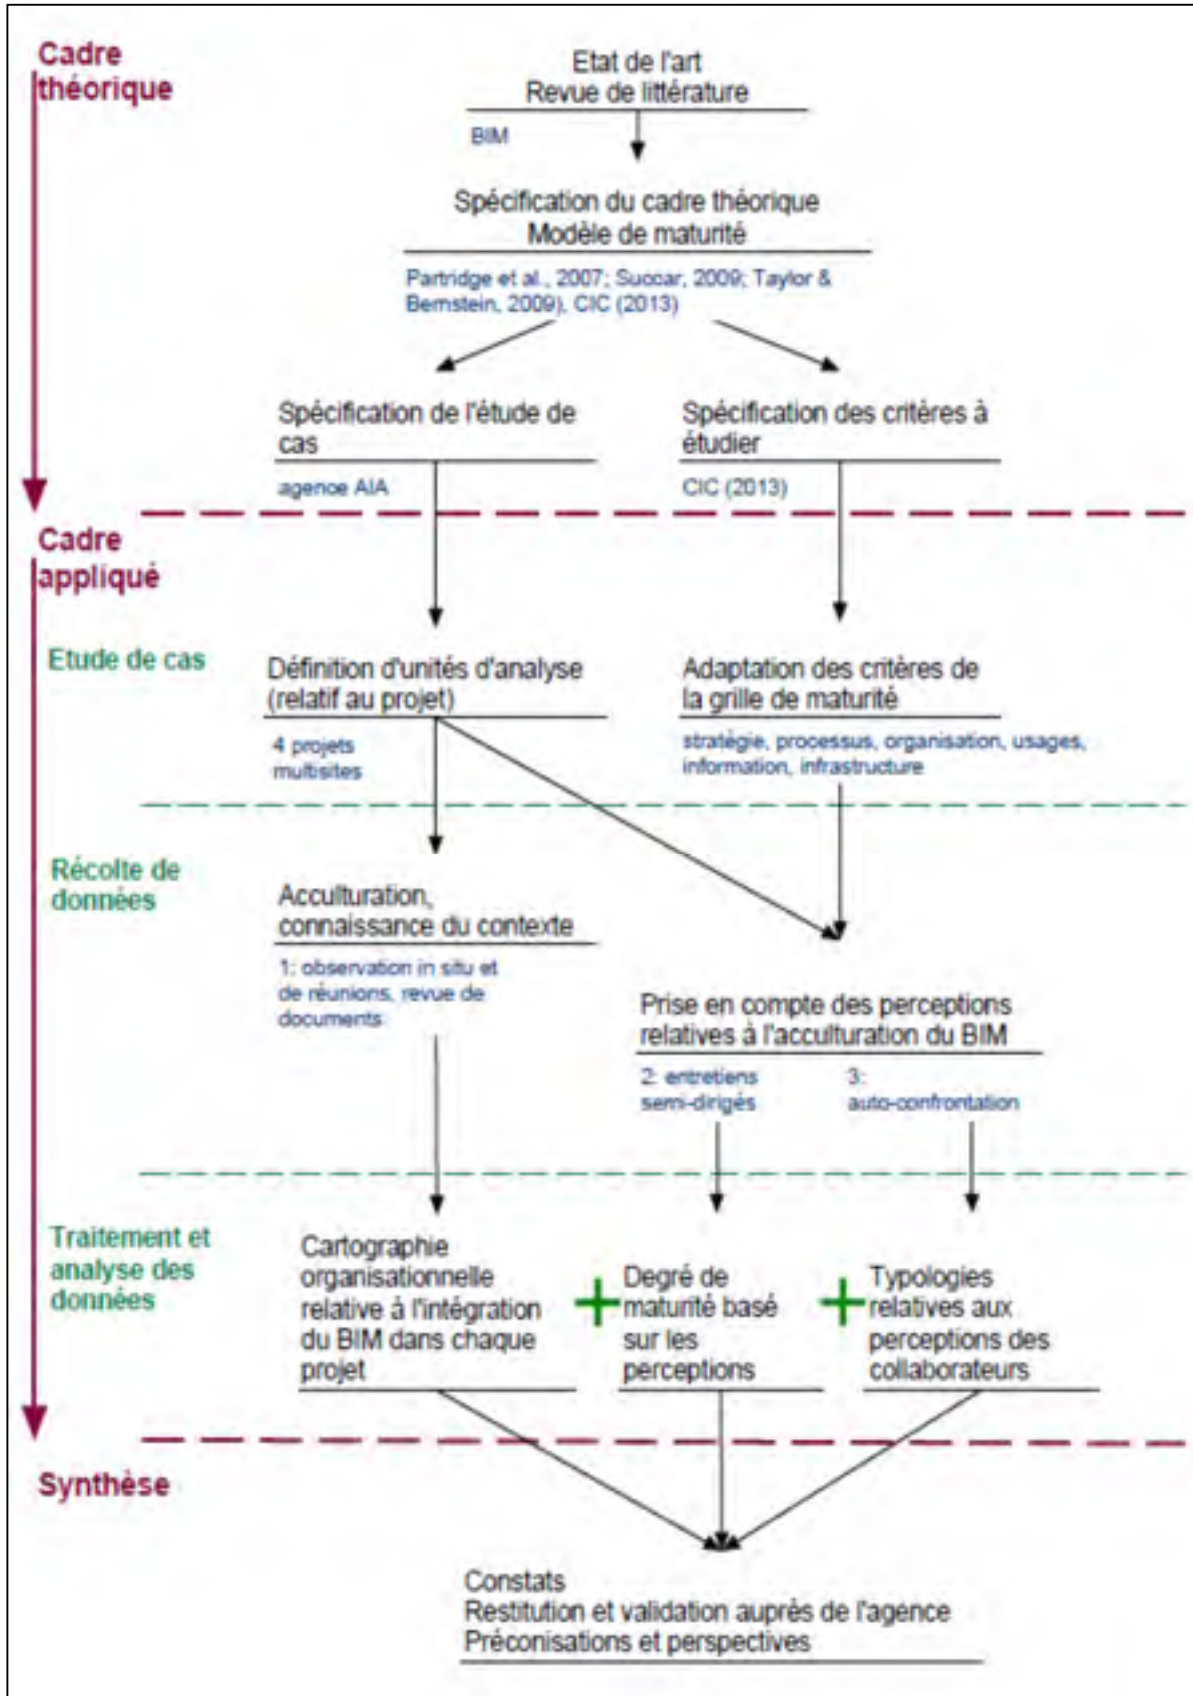 Cadre
théorique
Etat de l'art
Revue de littérature
BIM
Spécification du cadre théorique
Modèle de maturité
Partridge et al., 2007; Succar, 2009; Taylor &
Bernstein, 2009), CIC (2013)
Spécification de l'étude de
cas
agence AIA
Spécification des critères à
étudier
CIC (2013)
Cadre
appliqué
Etude de cas
Définition d'unités d'analyse
(relatif au projet)
4 projets
multisites
Adaptation des critères de
la grille de maturité
stratégie, processus, organisation, usages,
information, infrastructure
Récolte de
données
Acculturation,
connaissance du contexte
1: observation in situ et
de réunions, revue de
documents
Prise en compte des perceptions
relatives à l'acculturation du BIM
2: entretiens
semi-dirigés
3:
auto-confrontation
Traitement et
analyse des
données
Cartographie
organisationnelle
relative à l'intégration
du BIM dans chaque
projet
+
Degré de
maturité basé
sur les
perceptions
+
Typologies
relatives aux
perceptions des
collaborateurs
Synthèse
Constats
Restitution et validation auprès de l'agence
Préconisations et perspectives